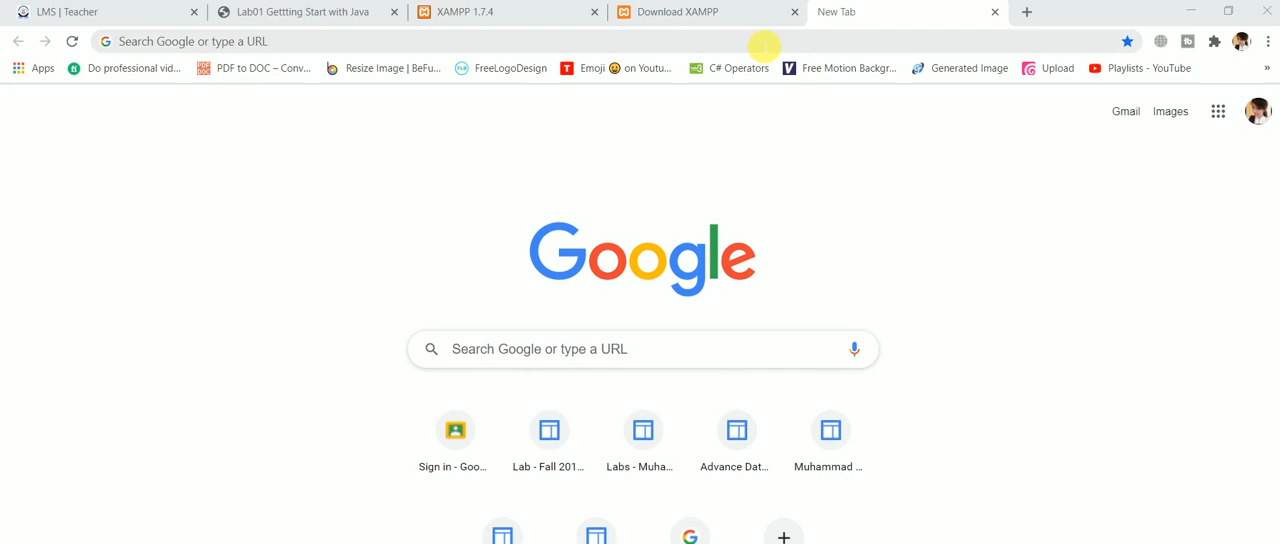 LMS | Teacher
Lab01 Gettting Start with Java
XAMPP 1.7.4
Download XAMPP
New Tab
Search Google or type a URL
Apps
Do professional vid...
PDF to DOC – Conv...
Resize Image | BeFu...
FreeLogoDesign
Emoji 😀 on Youtu...
C# Operators
Free Motion Backgr...
Generated Image
Upload
Playlists - YouTube
»
Gmail
Images
Google
Search Google or type a URL
Sign in - Goo...
Lab - Fall 201...
Labs - Muha...
Advance Dat...
Muhammad ...